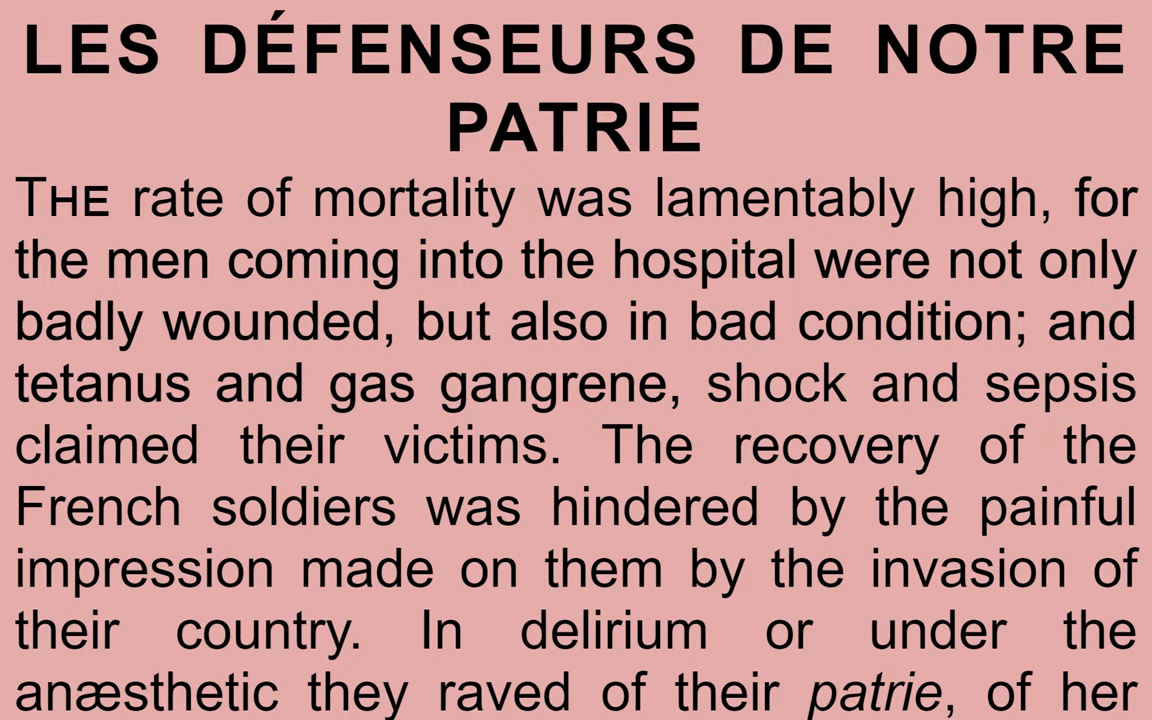 LES DÉFENSEURS DE NOTRE
PATRIE
THE rate of mortality was lamentably high, for
the men coming into the hospital were not only
badly wounded, but also in bad condition; and
tetanus and gas gangrene, shock and sepsis
claimed their victims. The recovery of the
French soldiers was hindered by the painful
impression made on them by the invasion of
their country. In delirium or under the
anæsthetic they raved of their patrie, of her